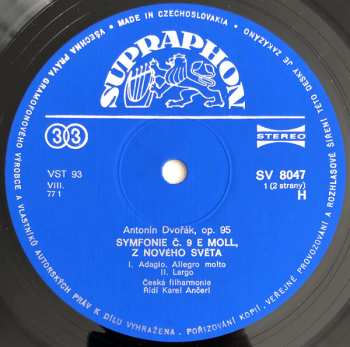 MADE IN CZECHOSLOVAKIA • VŠECHNA PRÁVA GRAMOFONOVÉHO VÝROBCE A VLASTNÍKŮ AUTORSKÝCH PRÁV K DÍLU VYHRAŽENA. POŘIZOVÁNÍ KOPIÍ, VEŘEJNÉ PROVOZOVÁNÍ A ROZHLASOVÉ ŠÍŘENÍ TÉTO DESKY JE ZAKÁZÁNO
SUPRAPHON
33
STEREO
VST 93
SV 8047
VIII.
1 (2 strany)
77 1
H
Antonín Dvořák, op. 95
SYMFONIE Č. 9 E MOLL,
Z NOVÉHO SVĚTA
I. Adagio. Allegro molto
II. Largo
Česká filharmonie
Řídí Karel Ančerl